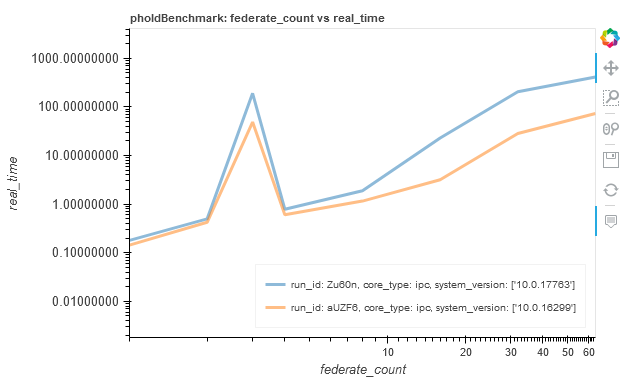 pholdBenchmark: federate_count vs real_time
1000.00000000
100.00000000
10.00000000
1.00000000
0.10000000
0.01000000
real_time
run_id: Zu60n, core_type: ipc, system_version: ['10.0.17763']
run_id: aUZF6, core_type: ipc, system_version: ['10.0.16299']
10 20 30 40 50 60
federate_count